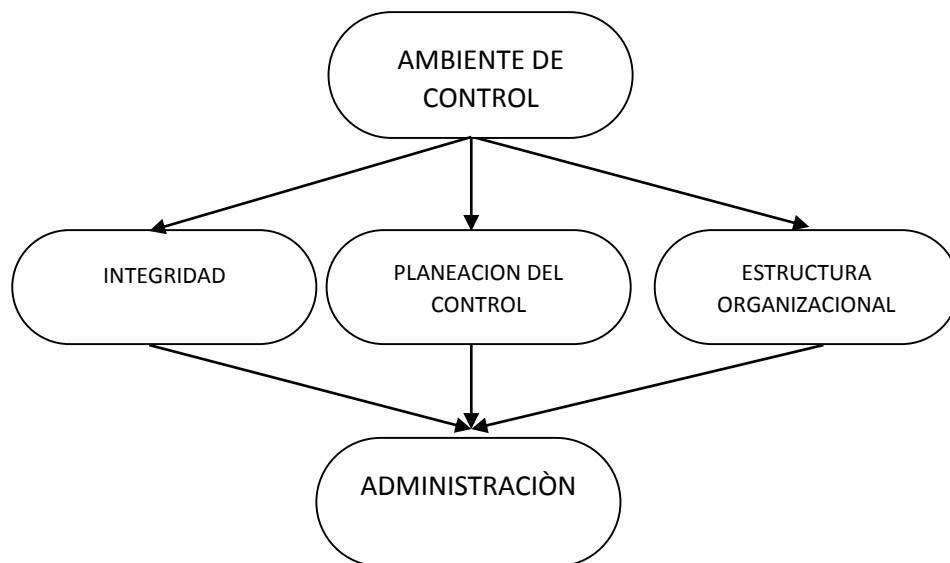 AMBIENTE DE
CONTROL
INTEGRIDAD
PLANEACION DEL
CONTROL
ESTRUCTURA
ORGANIZACIONAL
ADMINISTRACIÒN